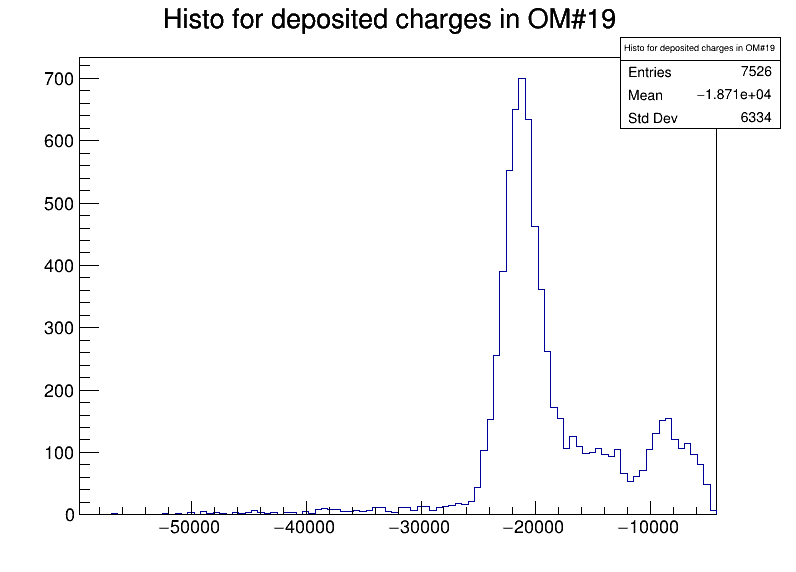 Histo for deposited charges in OM#19
Histo for deposited charges in OM#19
Entries 7526
Mean −1.871e+04
Std Dev 6334
700
600
500
400
300
200
100
0
−50000 −40000 −30000 −20000 −10000